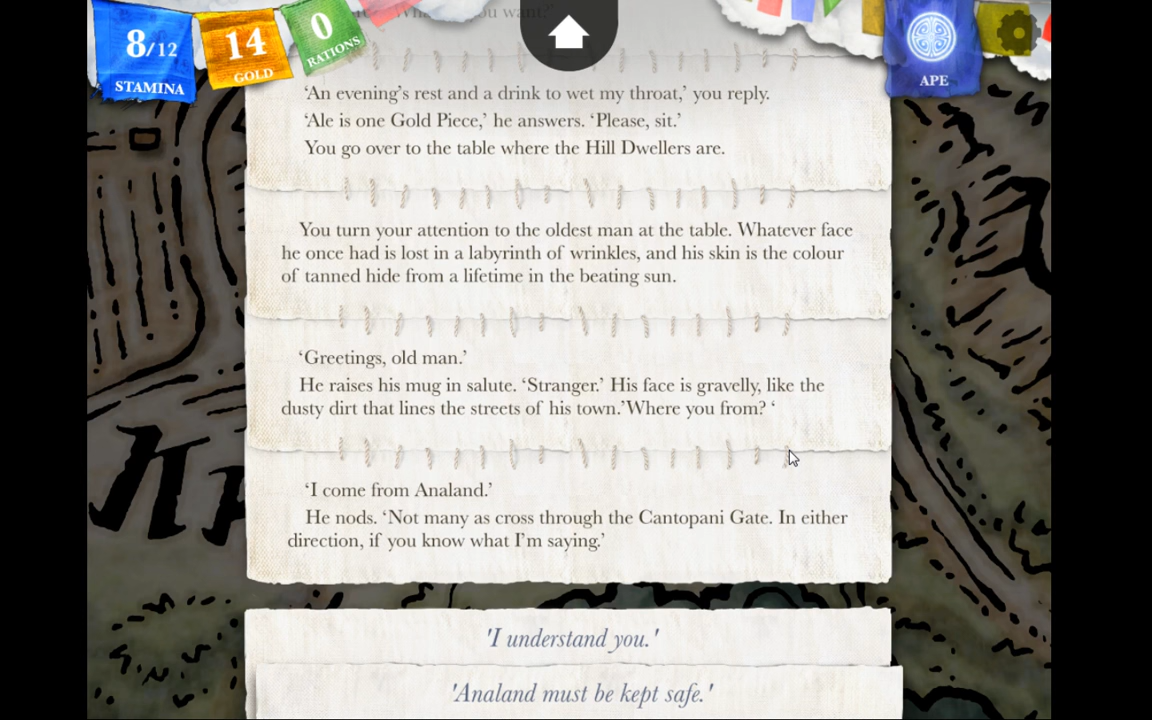 8/12
STAMINA
14
GOLD
0
RATIONS
you want?'
APE
‘An evening’s rest and a drink to wet my throat,’ you reply.
‘Ale is one Gold Piece,’ he answers. ‘Please, sit.’
You go over to the table where the Hill Dwellers are.
You turn your attention to the oldest man at the table. Whatever face
he once had is lost in a labyrinth of wrinkles, and his skin is the colour
of tanned hide from a lifetime in the beating sun.
‘Greetings, old man.’
He raises his mug in salute. ‘Stranger.’ His face is gravelly, like the
dusty dirt that lines the streets of his town.’Where you from? ‘
‘I come from Analand.’
He nods. ‘Not many as cross through the Cantopani Gate. In either
direction, if you know what I’m saying.’
'I understand you.'
'Analand must be kept safe.'